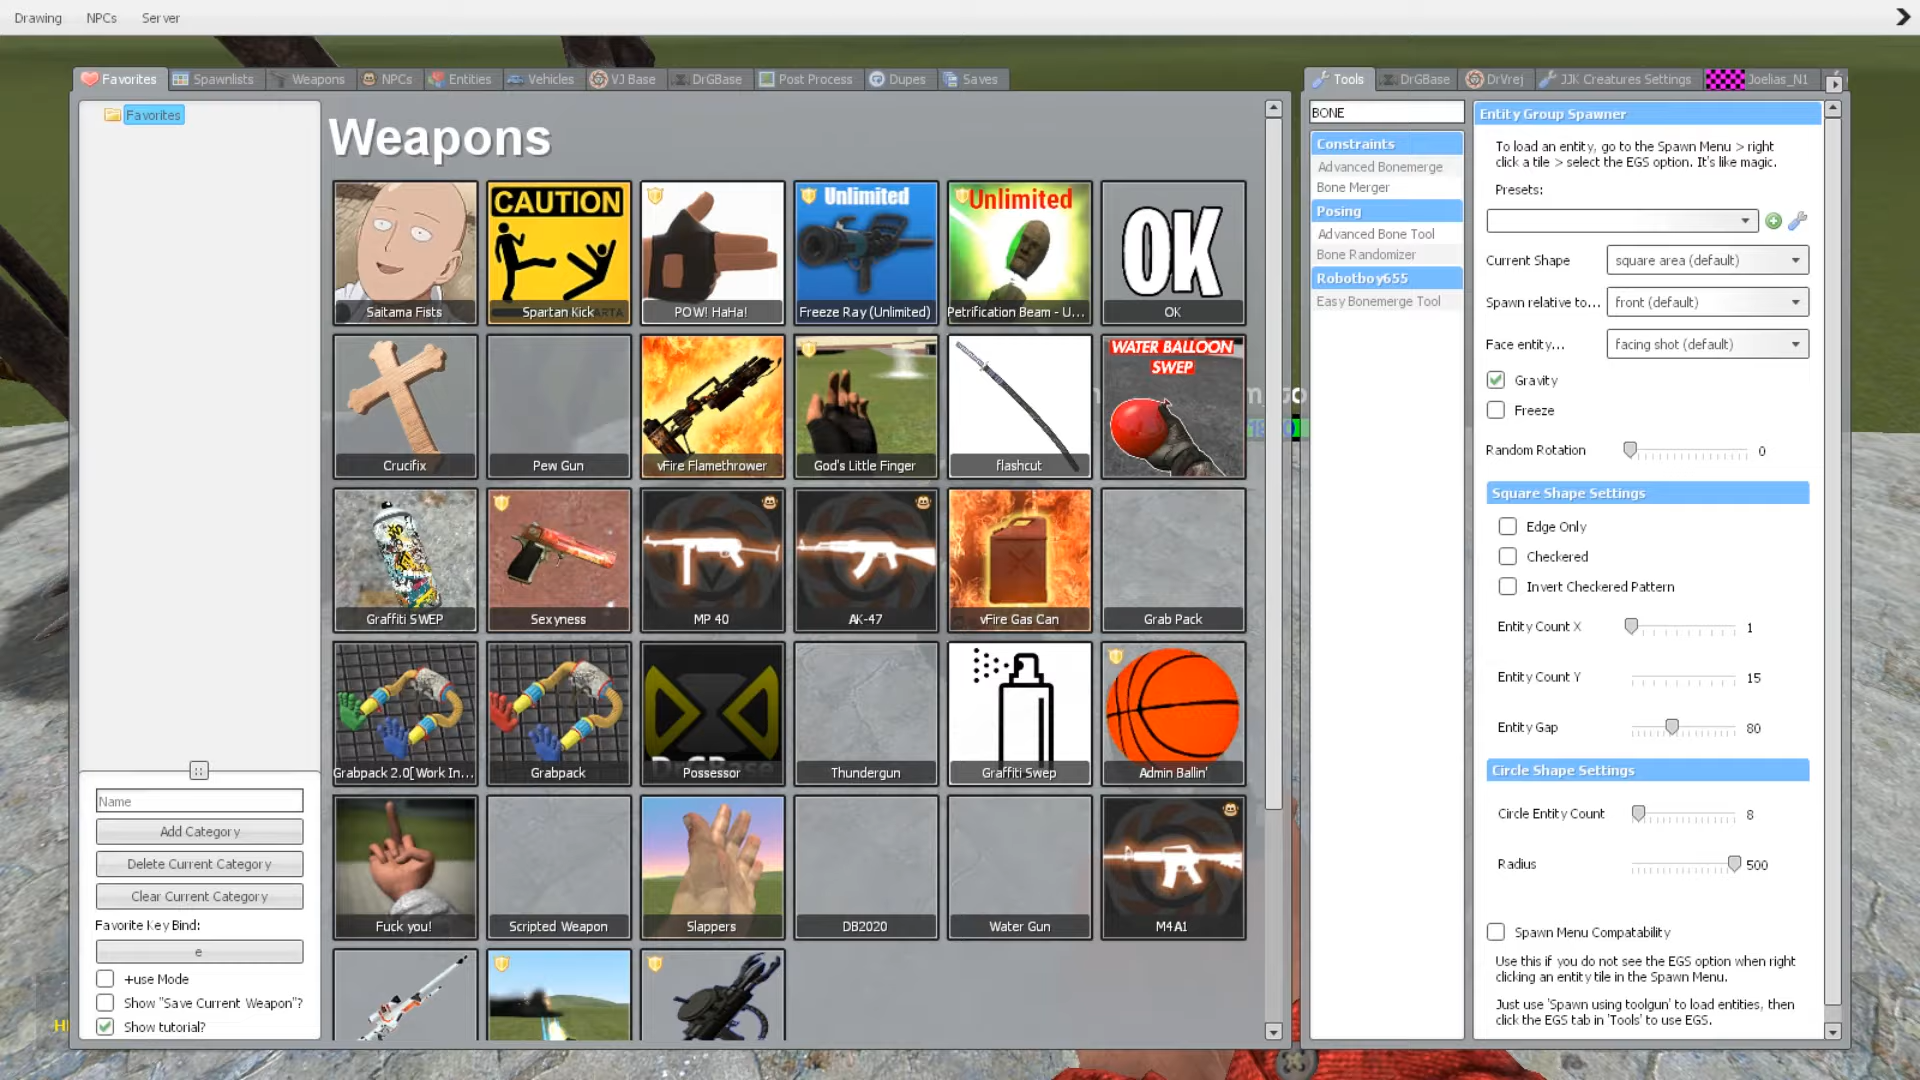 Drawing NPCs Server
Favorites Spawnlists Weapons NPCs Entities Vehicles VJ Base DrGBase Post Process Dupes Saves
Tools DrGBase DrVrej JJK Creatures Settings Joelias_N1
Favorites
Weapons
CAUTION
Unlimited
Unlimited
OK
Saitama Fists
Spartan Kick
POW! HaHa!
Freeze Ray (Unlimited)
Petrification Beam - U...
OK
WATER BALLOON
SWEP
Crucifix
Pew Gun
vFire Flamethrower
God's Little Finger
flashcut
Graffiti SWEP
Sexyness
MP 40
AK-47
vFire Gas Can
Grab Pack
Grabpack 2.0[Work In...
Grabpack
Possessor
Thundergun
Graffiti Swep
Admin Ballin'
Fuck you!
Scripted Weapon
Slappers
DB2020
Water Gun
M4A1
Name
Add Category
Delete Current Category
Clear Current Category
Favorite Key Bind:
e
+use Mode
Show "Save Current Weapon"?
Show tutorial?
BONE
Constraints
Advanced Bonemerge
Bone Merger
Posing
Advanced Bone Tool
Bone Randomizer
Robotboy655
Easy Bonemerge Tool
Entity Group Spawner
To load an entity, go to the Spawn Menu > right
click a tile > select the EGS option. It's like magic.
Presets:
Current Shape square area (default)
Spawn relative to... front (default)
Face entity... facing shot (default)
Gravity
Freeze
Random Rotation 0
Square Shape Settings
Edge Only
Checkered
Invert Checkered Pattern
Entity Count X 1
Entity Count Y 15
Entity Gap 80
Circle Shape Settings
Circle Entity Count 8
Radius 500
Spawn Menu Compatability
Use this if you do not see the EGS option when right
clicking an entity tile in the Spawn Menu.
Just use 'Spawn using toolgun' to load entities, then
click the EGS tab in 'Tools' to use EGS.